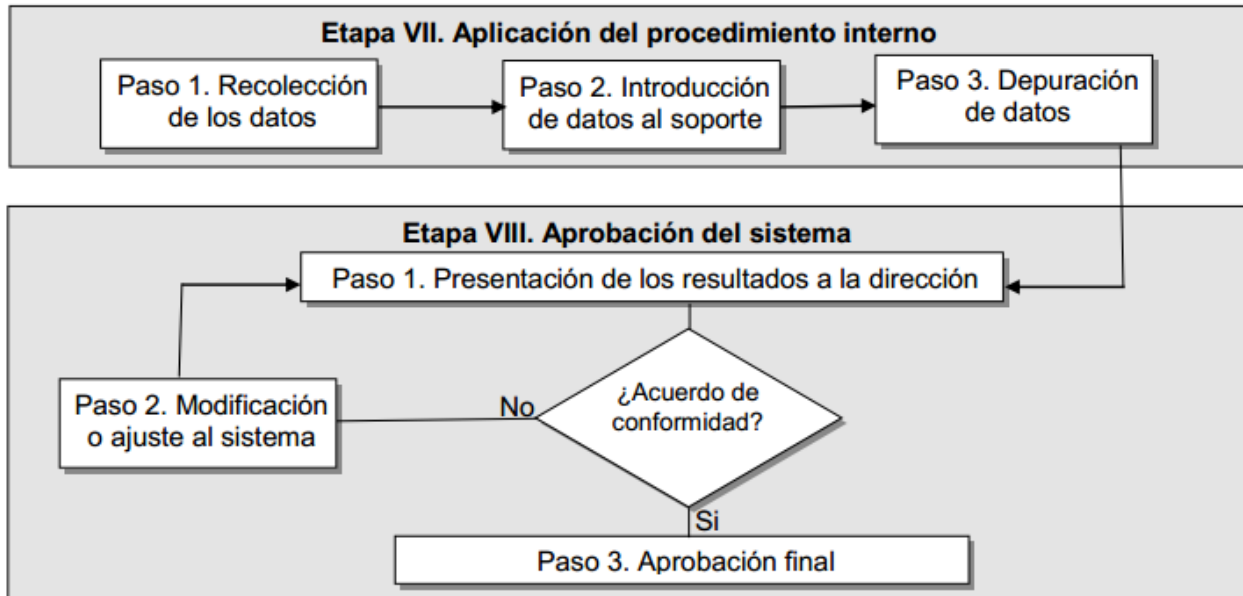 Etapa VII. Aplicación del procedimiento interno
Paso 1. Recolección
de los datos
Paso 2. Introducción
de datos al soporte
Paso 3. Depuración
de datos
Etapa VIII. Aprobación del sistema
Paso 1. Presentación de los resultados a la dirección
¿Acuerdo de
conformidad?
No
Paso 2. Modificación
o ajuste al sistema
Si
Paso 3. Aprobación final